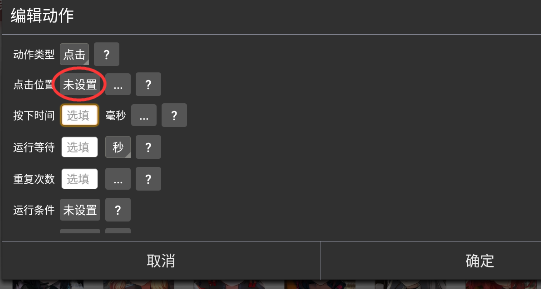 编辑动作
动作类型 点击 ?
点击位置 未设置 ... ?
按下时间 选填 毫秒 ... ?
运行等待 选填 秒 ?
重复次数 选填 ... ?
运行条件 未设置 ?
取消 确定